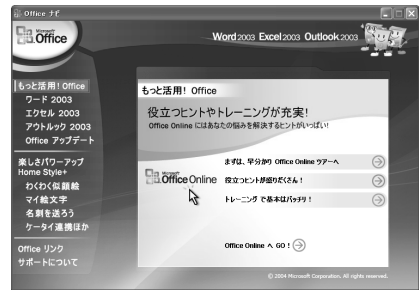 Office ナビ
Microsoft
Office
Word 2003 Excel 2003 Outlook 2003
もっと活用! Office
ワード 2003
エクセル 2003
アウトルック 2003
Office アップデート
楽しさパワーアップ
Home Style+
わくわく似顔絵
マイ絵文字
名刺を送ろう
ケータイ連携ほか
Office リンク
サポートについて
もっと活用! Office
役立つヒントやトレーニングが充実!
Office Online にはあなたの悩みを解決するヒントがいっぱい!
Microsoft
Office Online
まずは、早分かり Office Online ツアーへ
役立つヒントが盛りだくさん!
トレーニング で基本はバッチリ!
Office Online へ GO!
© 2004 Microsoft Corporation. All rights reserved.